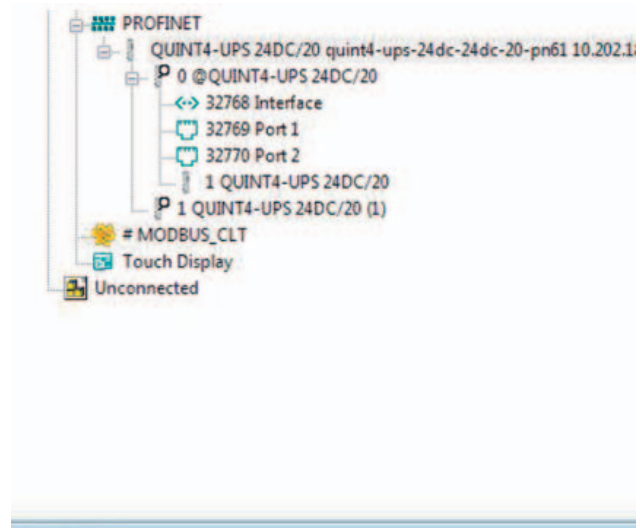 PROFINET
QUINT4-UPS 24DC/20 quint4-ups-24dc-24dc-20-pn61 10.202.18
0 @QUINT4-UPS 24DC/20
32768 Interface
32769 Port 1
32770 Port 2
1 QUINT4-UPS 24DC/20
1 QUINT4-UPS 24DC/20 (1)
# MODBUS_CLT
Touch Display
Unconnected